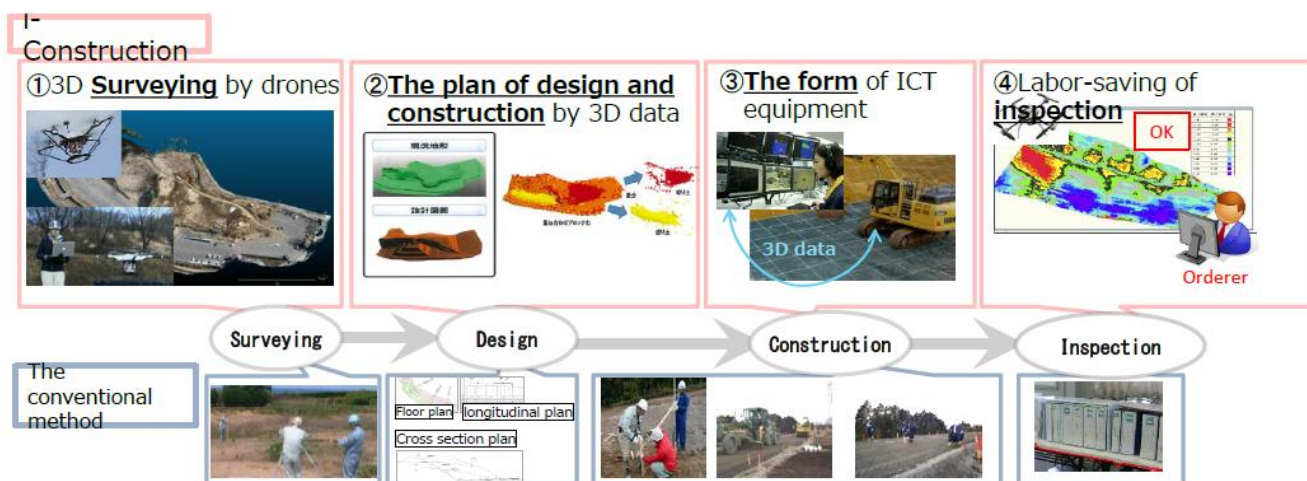 I-
Construction
①3D Surveying by drones
②The plan of design and
construction by 3D data
③The form of ICT
equipment
3D data
④Labor-saving of
inspection
OK
Orderer
Surveying
Design
Construction
Inspection
The
conventional
method
Floor plan
longitudinal plan
Cross section plan